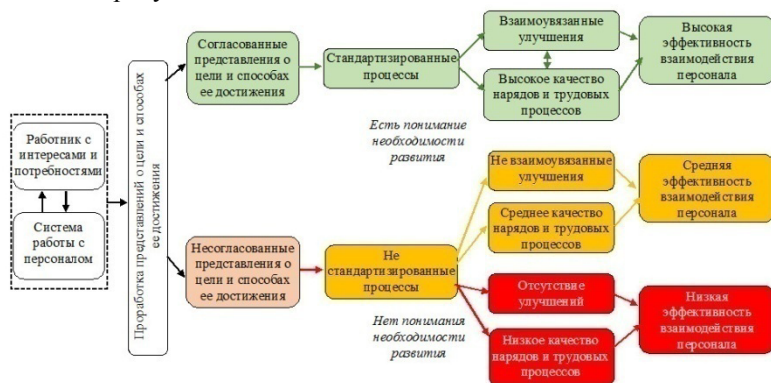 Работник с
интересами и
потребностями
Система
работы с
персоналом
Проработка представлений о цели и способах
ее достижения
Согласованные
представления о
цели и способах
ее достижения
Стандартизированные
процессы
Взаимоувязанные
улучшения
Высокое качество
нарядов и трудовых
процессов
Высокая
эффективность
взаимодействия
персонала
Есть понимание
необходимости
развития
Несогласованные
представления о
цели и способах
ее достижения
Не
стандартизированные
процессы
Не взаимоувязанные
улучшения
Среднее качество
нарядов и трудовых
процессов
Средняя
эффективность
взаимодействия
персонала
Нет понимания
необходимости
развития
Отсутствие
улучшений
Низкое качество
нарядов и трудовых
процессов
Низкая
эффективность
взаимодействия
персонала